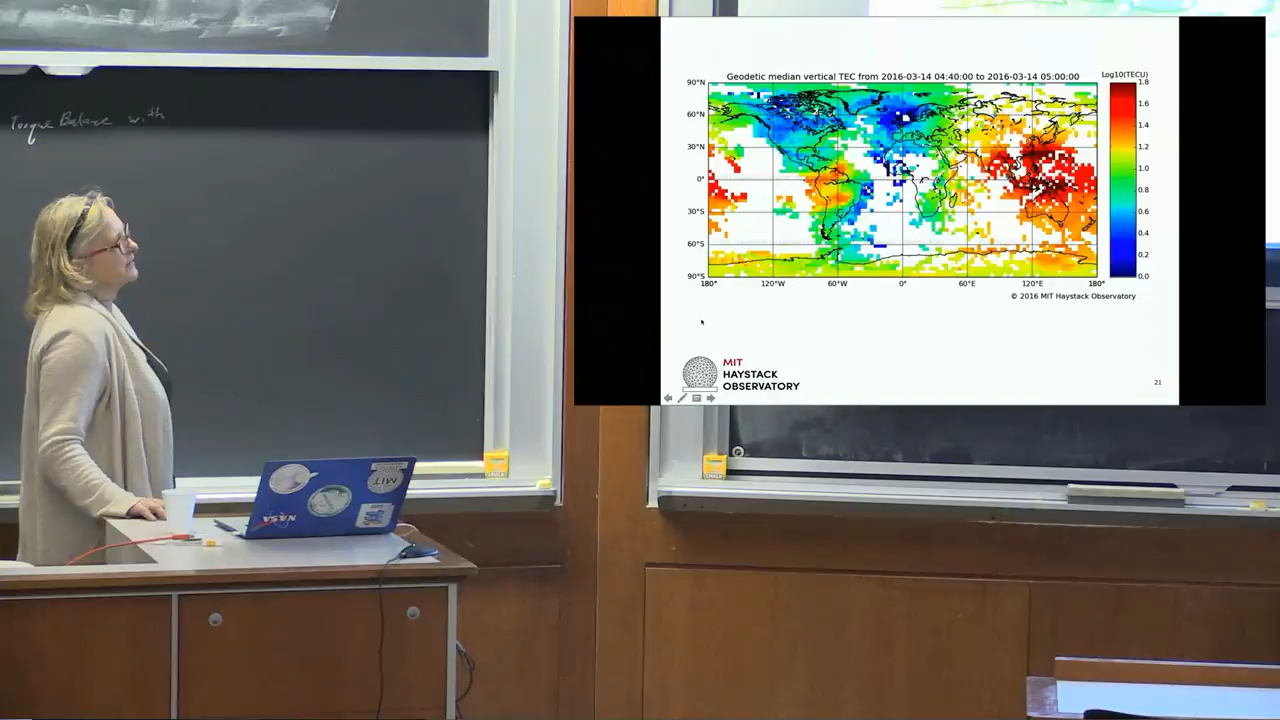 Torque Balance with
Geodetic median vertical TEC from 2016-03-14 04:40:00 to 2016-03-14 05:00:00
Log10(TECU)
90°N
60°N
30°N
0°
30°S
60°S
90°S
180° 120°W 60°W 0° 60°E 120°E 180°
1.8
1.6
1.4
1.2
1.0
0.8
0.6
0.4
0.2
0.0
© 2016 MIT Haystack Observatory
MIT
HAYSTACK
OBSERVATORY
21
MIT
NASA